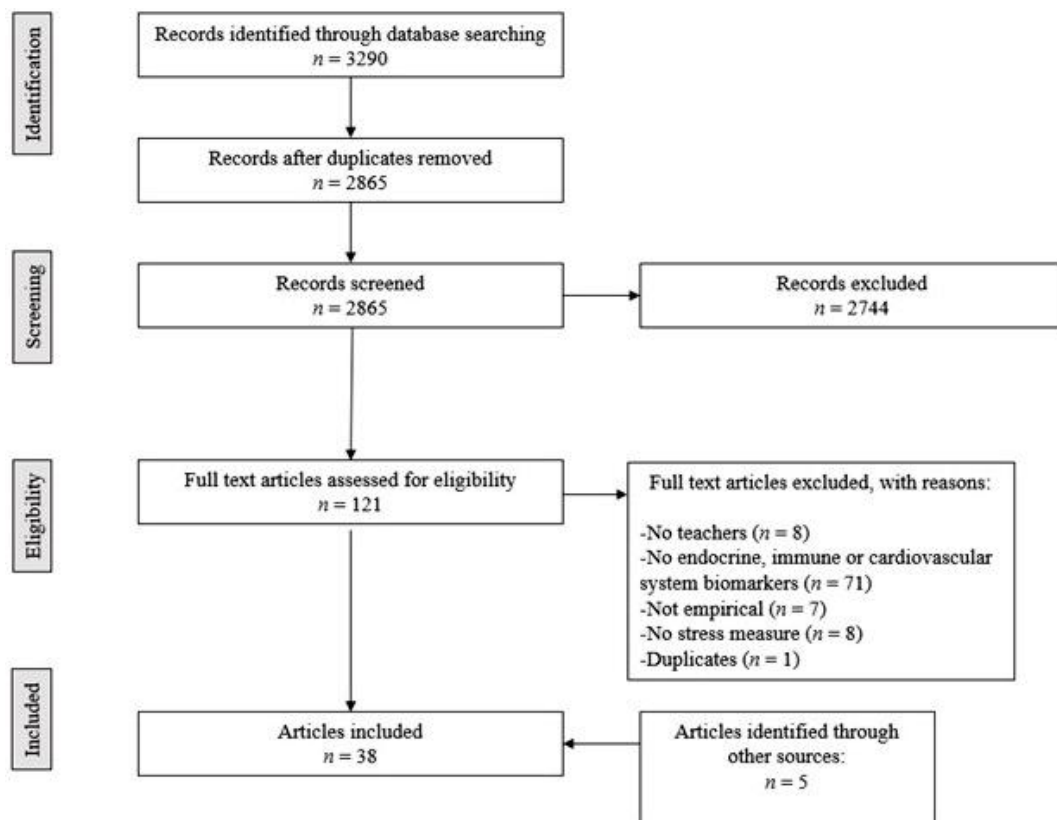 Identification
Records identified through database searching
n = 3290
Records after duplicates removed
n = 2865
Screening
Records screened
n = 2865
Records excluded
n = 2744
Eligibility
Full text articles assessed for eligibility
n = 121
Full text articles excluded, with reasons:
-No teachers (n = 8)
-No endocrine, immune or cardiovascular
system biomarkers (n = 71)
-Not empirical (n = 7)
-No stress measure (n = 8)
-Duplicates (n = 1)
Included
Articles included
n = 38
Articles identified through
other sources:
n = 5